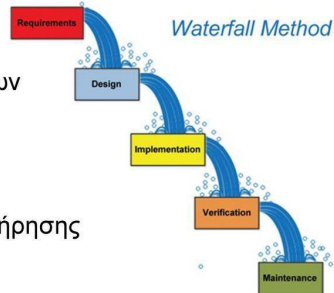 Requirements
Waterfall Method
ων
Design
Implementation
Verification
ήρησης
Maintenance